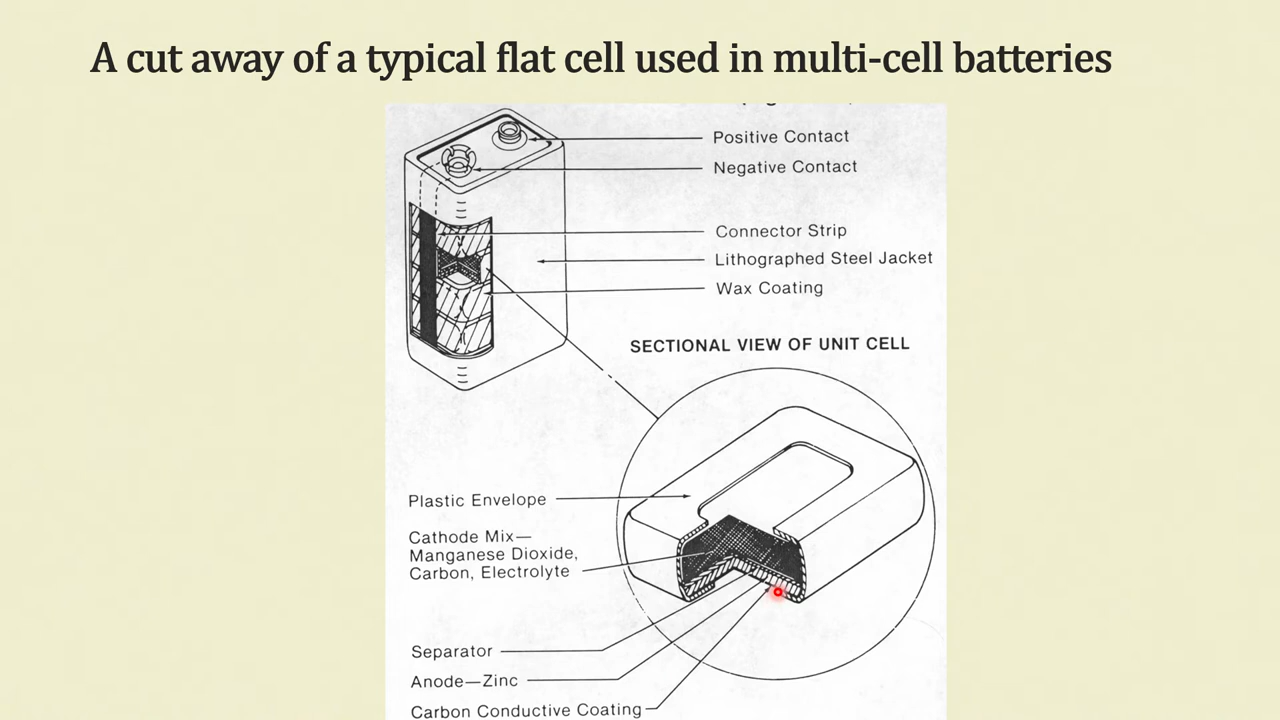 A cut away of a typical flat cell used in multi-cell batteries
Positive Contact
Negative Contact
Connector Strip
Lithographed Steel Jacket
Wax Coating
SECTIONAL VIEW OF UNIT CELL
Plastic Envelope
Cathode Mix—
Manganese Dioxide,
Carbon, Electrolyte
Separator
Anode—Zinc
Carbon Conductive Coating